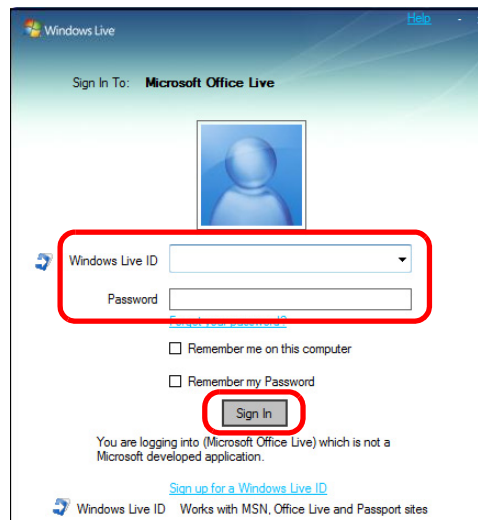 Help
Windows Live
Sign In To: Microsoft Office Live
Windows Live ID
Password
Forgot your password?
Remember me on this computer
Remember my Password
Sign In
You are logging into (Microsoft Office Live) which is not a
Microsoft developed application.
Sign up for a Windows Live ID
Windows Live ID Works with MSN, Office Live and Passport sites